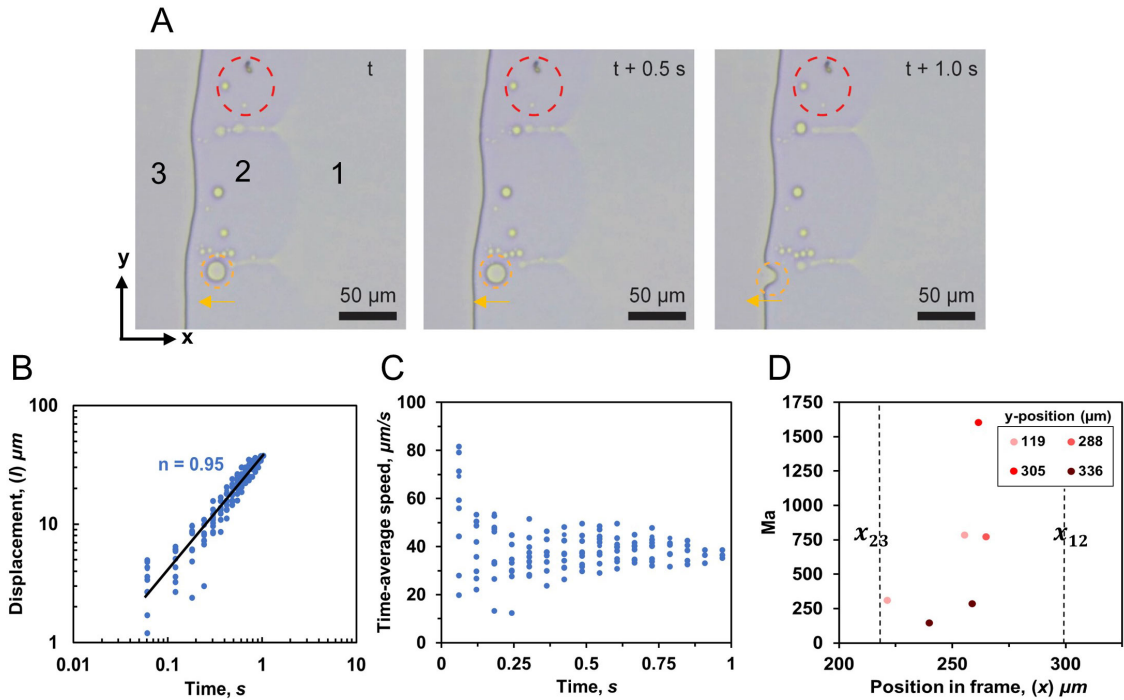 A
t
t + 0.5 s
t + 1.0 s
3
2
1
y
x
50 µm
50 µm
50 µm
B
Displacement, (l) µm
100
10
1
n = 0.95
0.01
0.1
1
10
Time, s
C
Time-average speed, µm/s
100
80
60
40
20
0
0
0.25
0.5
0.75
1
Time, s
D
Ma
1750
1500
1250
1000
750
500
250
0
y-position (µm)
119
288
305
336
x23
x12
200
250
300
Position in frame, (x) µm